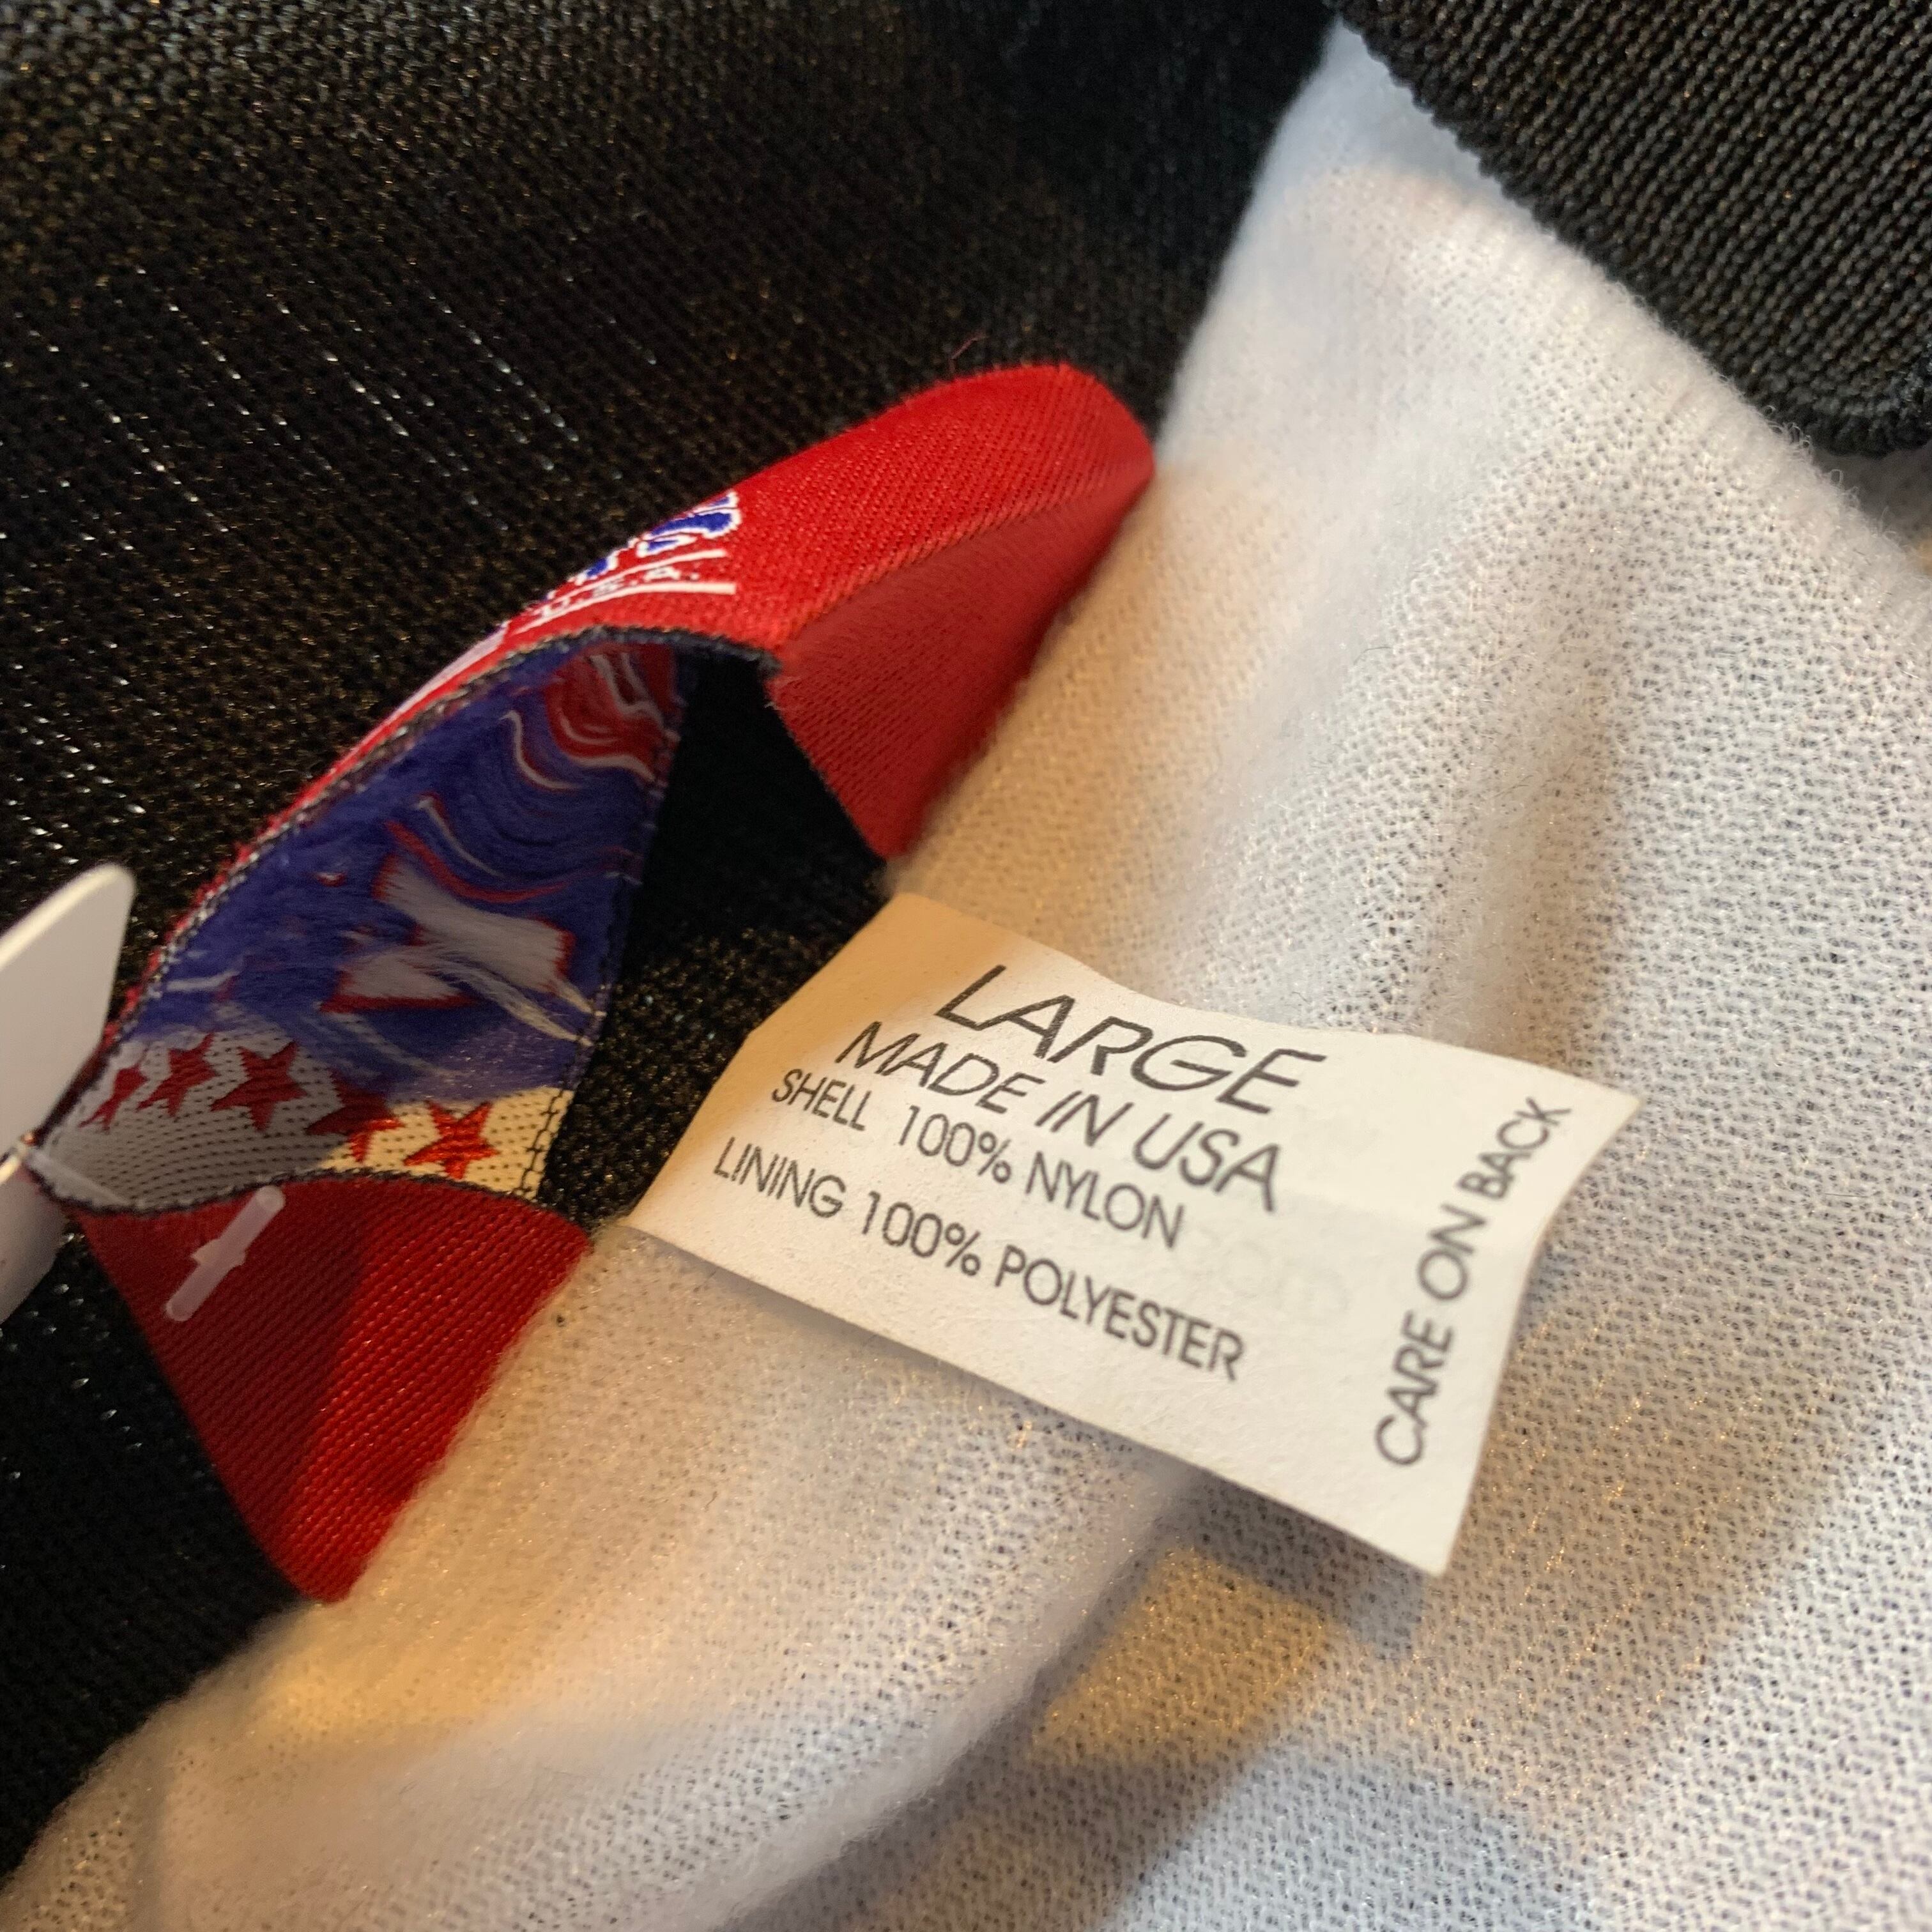 U.S.A.
LARGE
MADE IN USA
SHELL 100% NYLON
LINING 100% POLYESTER
CARE ON BACK